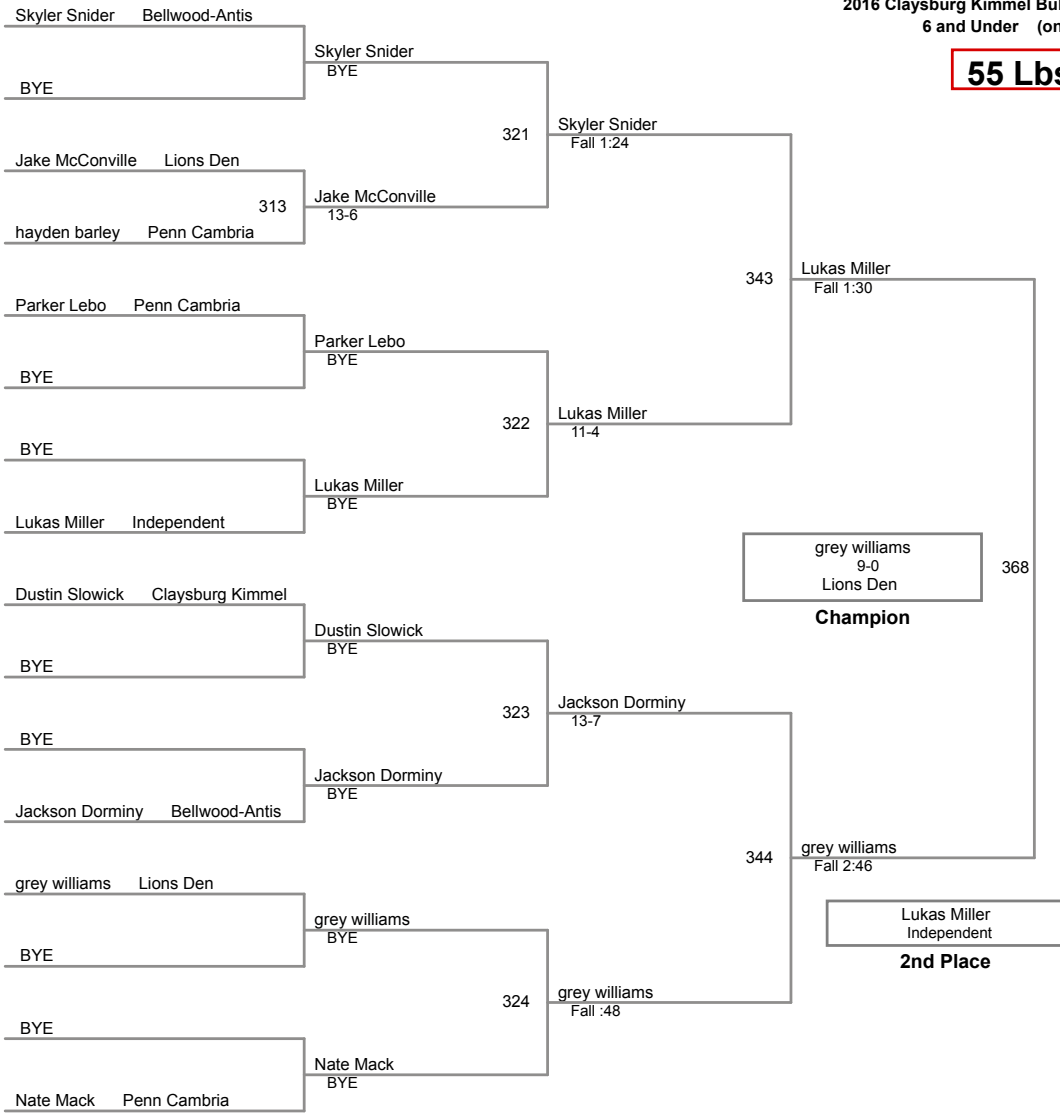 2016 Claysburg Kimmel
6 and Under
55
Skyler Snider Bellwood-Antis
Skyler Snider
BYE
BYE
321
Skyler Snider
Fall 1:24
Jake McConville Lions Den
313
Jake McConville
13-6
hayden barley Penn Cambria
343
Lukas Miller
Fall 1:30
Parker Lebo Penn Cambria
Parker Lebo
BYE
BYE
322
Lukas Miller
11-4
BYE
Lukas Miller
BYE
Lukas Miller Independent
grey williams
9-0
Lions Den
Champion
368
Dustin Slowick Claysburg Kimmel
Dustin Slowick
BYE
BYE
323
Jackson Dorminy
13-7
BYE
Jackson Dorminy
BYE
Jackson Dorminy Bellwood-Antis
344
grey williams
Fall 2:46
grey williams Lions Den
grey williams
BYE
BYE
Lukas Miller
Independent
2nd Place
324
grey williams
Fall :48
BYE
Nate Mack
BYE
Nate Mack Penn Cambria